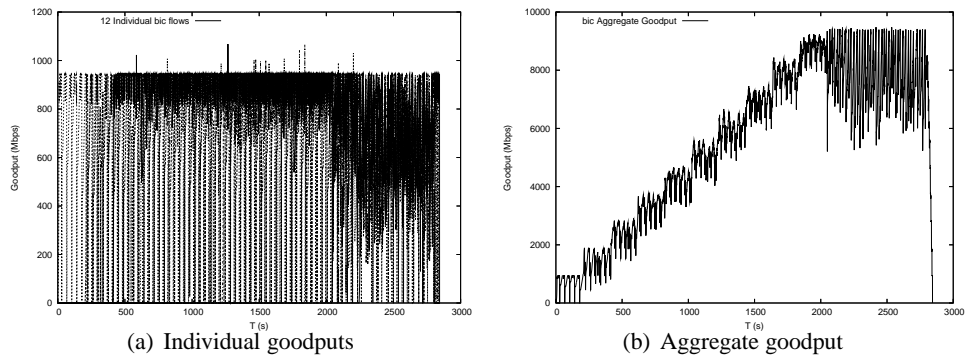 12 Individual bic flows
1200
1000
800
600
400
200
0
Goodput (Mbps)
0 500 1000 1500 2000 2500 3000
T (s)
(a) Individual goodputs
bic Aggregate Goodput
10000
8000
6000
4000
2000
0
Goodput (Mbps)
0 500 1000 1500 2000 2500 3000
T (s)
(b) Aggregate goodput